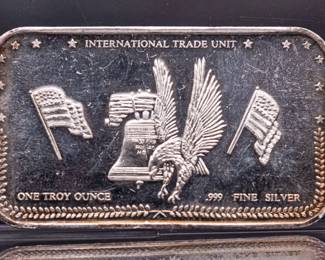 INTERNATIONAL TRADE UNIT
ONE TROY OUNCE
.999 FINE SILVER